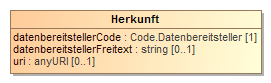 Herkunft
datenbereitstellerCode : Code.Datenbereitsteller [1]
datenbereitstellerFreitext : string [0..1]
uri : anyURI [0..1]